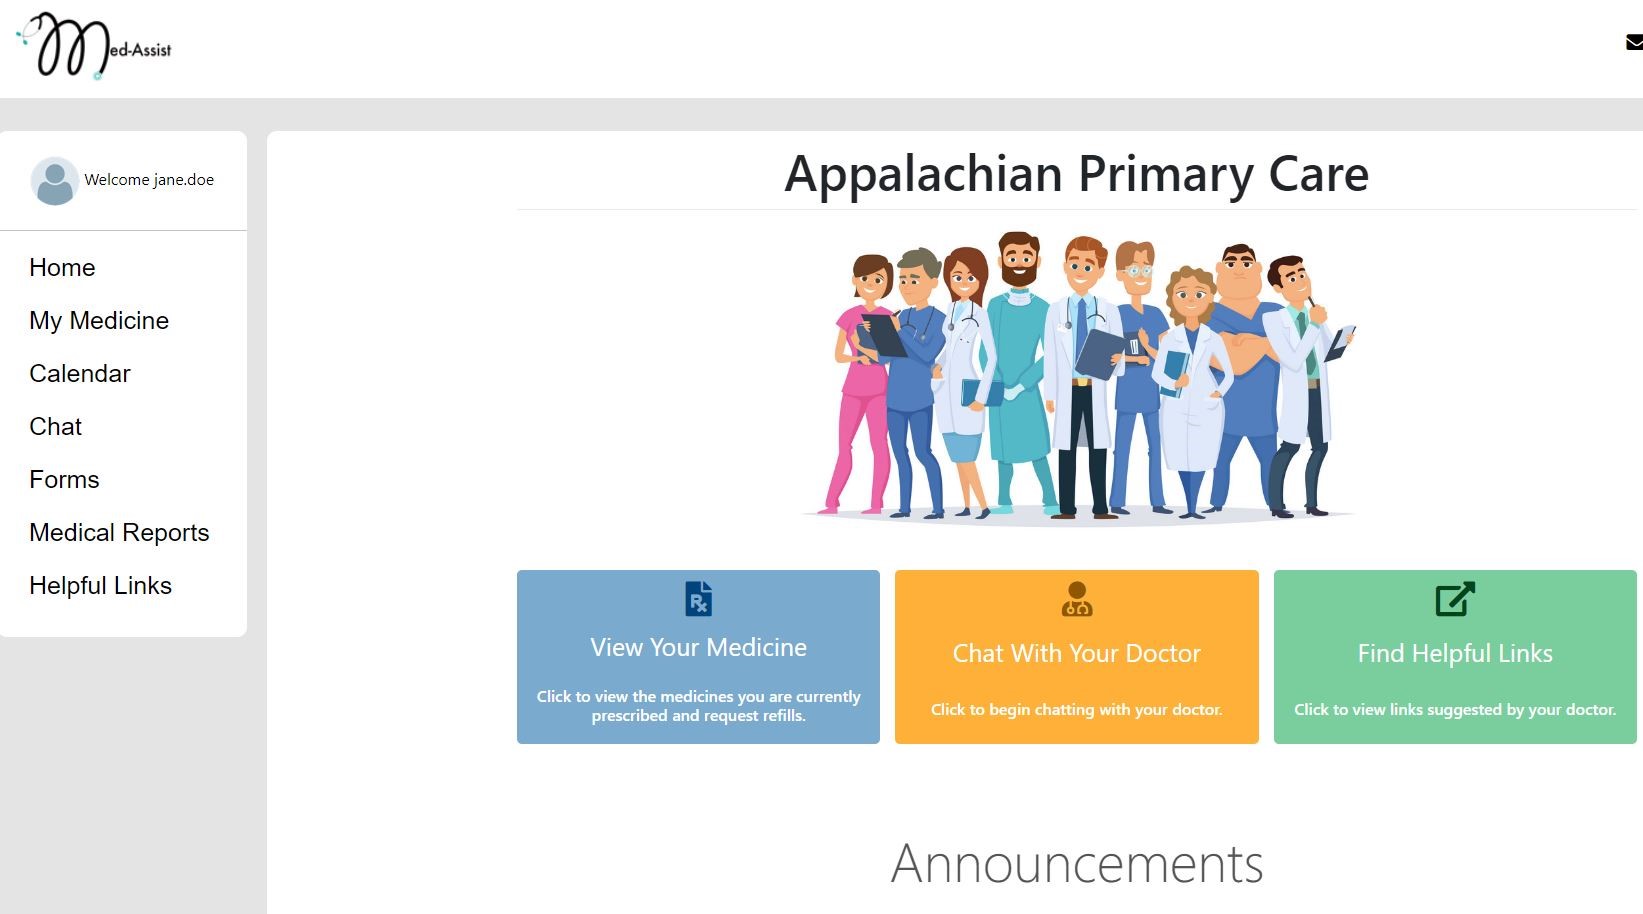 Med-Assist
Welcome jane.doe
Home
My Medicine
Calendar
Chat
Forms
Medical Reports
Helpful Links
Appalachian Primary Care
View Your Medicine
Click to view the medicines you are currently
prescribed and request refills.
Chat With Your Doctor
Click to begin chatting with your doctor.
Find Helpful Links
Click to view links suggested by your doctor.
Announcements